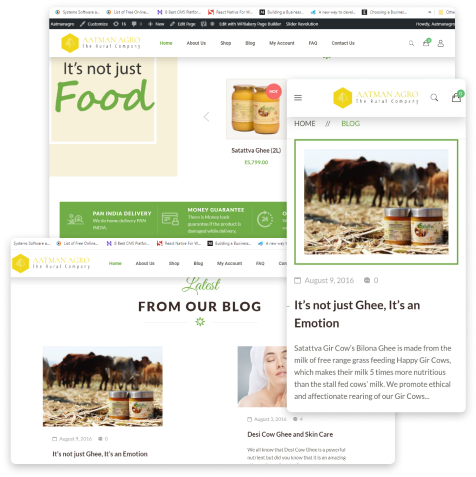 Systems Software a... List of Free Online... 5 Best CMS Platfor... React Native For Wi... Building a Business... A new way to devel... Choosing a Busines... Othe
Aatmanagro Customize 16 New Edit Page Edit with WPBakery Page Builder Slider Revolution Howdy, Aatmanagro
AATMAN AGRO
The Rural Company
Home About Us Shop Blog My Account FAQ Contact Us
It's not just
Food
HOT
Satattva Ghee (2L)
₹5,799.00
PAN INDIA DELIVERY
We do home delivery PAN
INDIA.
MONEY GUARANTEE
There is Money back
guarantee if the product is
damaged while delivery.
24
AATMAN AGRO
The Rural Company
0
HOME // BLOG
August 9, 2016 0
It's not just Ghee, It's an
Emotion
Satattva Gir Cow's Bilona Ghee is made from the
milk of free range grass feeding Happy Gir Cows,
which makes their milk 5 times more nutritious
than the stall fed cows' milk. We promote ethical
and affectionate rearing of our Gir Cows...
Systems Software a... List of Free Online... 5 Best CMS Platfor... React Native For Wi... Building a Business... A new way
AATMAN AGRO
The Rural Company
Home About Us Shop Blog My Account FAQ Con
Latest
FROM OUR BLOG
August 9, 2016 0
It's not just Ghee, It's an Emotion
August 3, 2016 4
Desi Cow Ghee and Skin Care
We all know that Desi Cow Ghee is a powerful
nutrient but did you know that it is an amazing